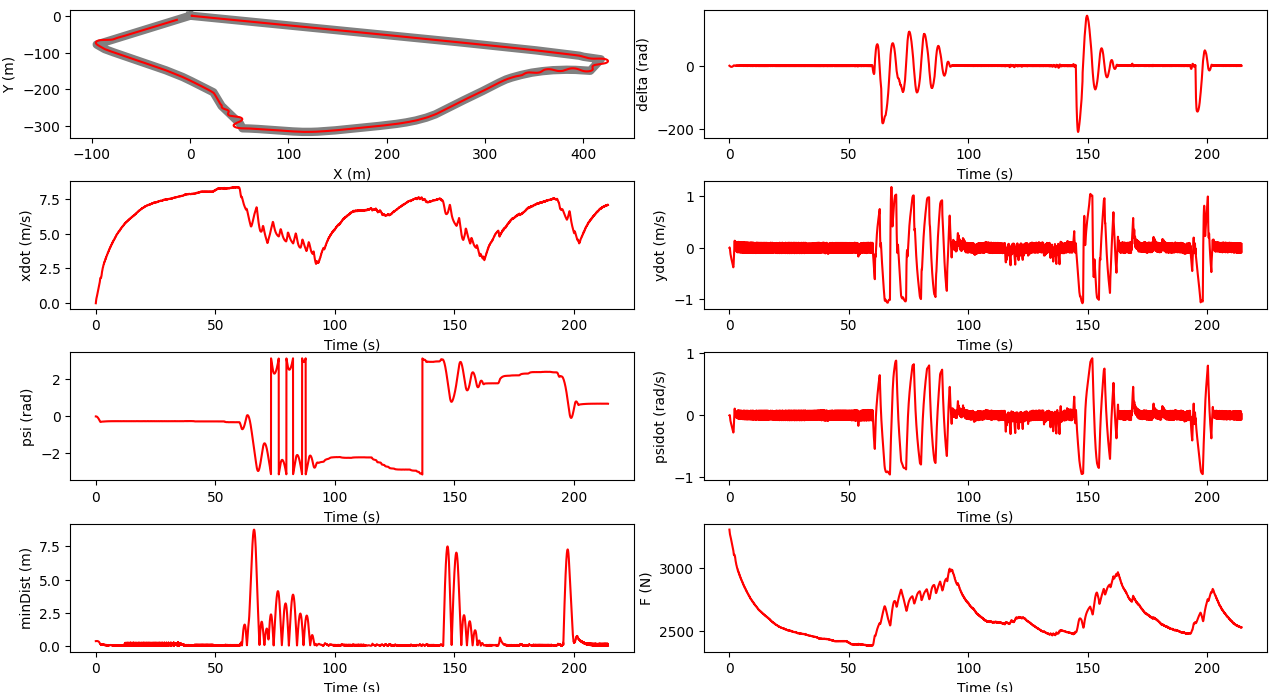 Y (m)
0
−100
−200
−300
−100 0 100 200 300 400
X (m)
delta (rad)
0
−200
0 50 100 150 200
Time (s)
xdot (m/s)
7.5
5.0
2.5
0.0
0 50 100 150 200
Time (s)
ydot (m/s)
1
0
−1
0 50 100 150 200
Time (s)
psi (rad)
2
0
−2
0 50 100 150 200
Time (s)
psidot (rad/s)
1
0
−1
0 50 100 150 200
Time (s)
minDist (m)
7.5
5.0
2.5
0.0
0 50 100 150 200
Time (s)
F (N)
3000
2500
0 50 100 150 200
Time (s)